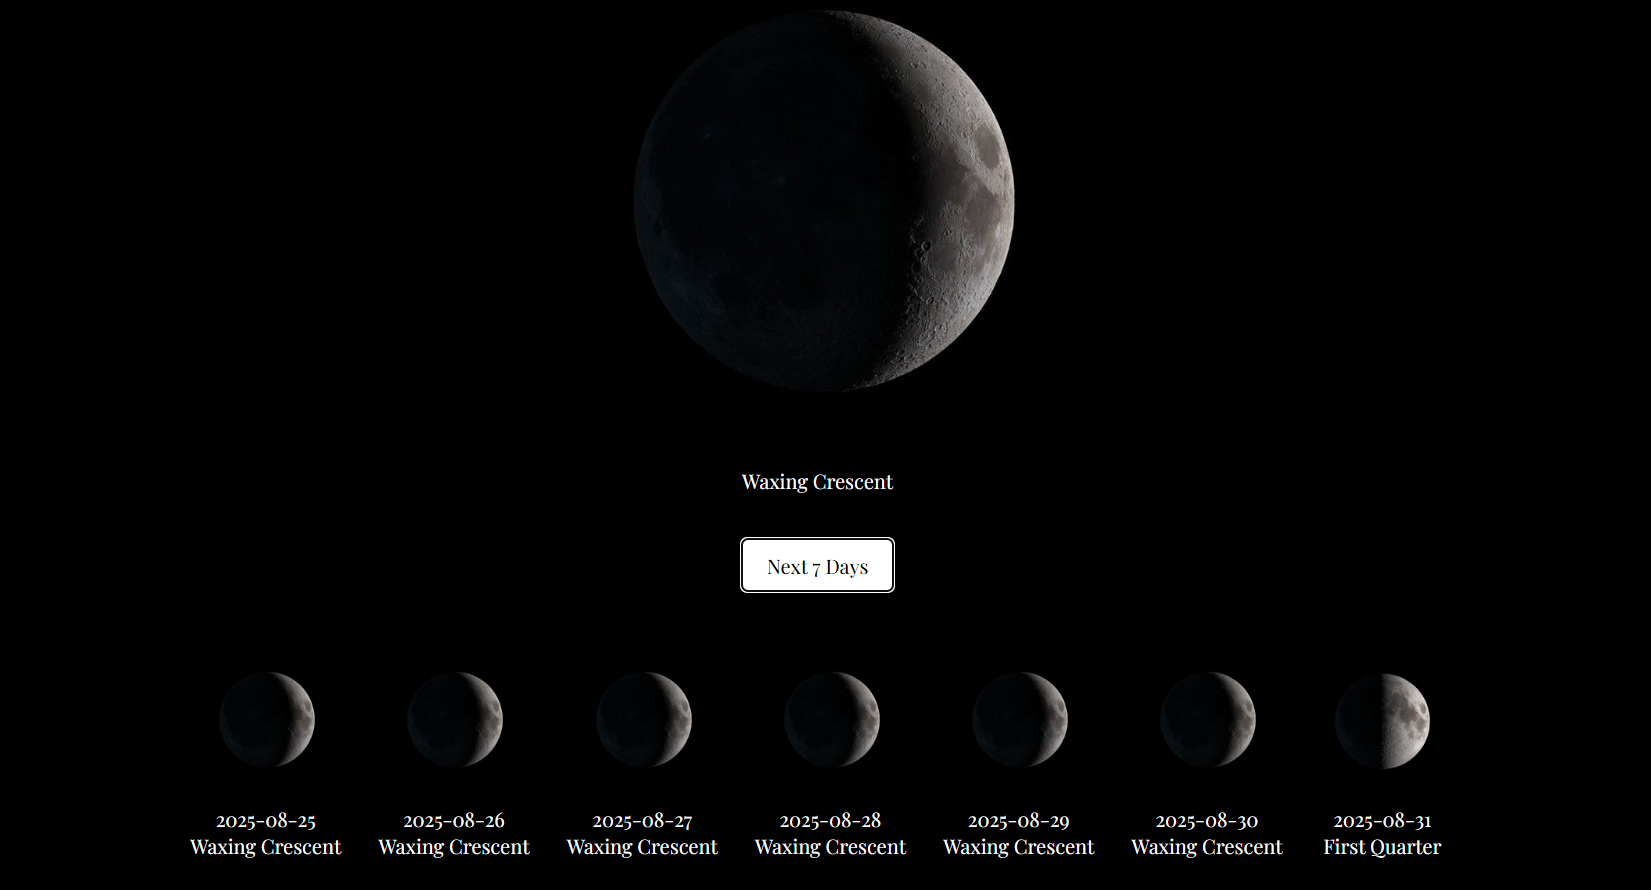 Waxing Crescent
Next 7 Days
2025-08-25
Waxing Crescent
2025-08-26
Waxing Crescent
2025-08-27
Waxing Crescent
2025-08-28
Waxing Crescent
2025-08-29
Waxing Crescent
2025-08-30
Waxing Crescent
2025-08-31
First Quarter